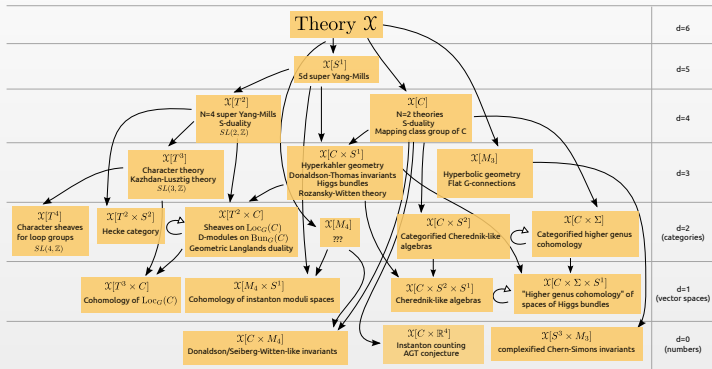 Theory 𝔛
d=6
𝔛[S¹]
5d super Yang-Mills
d=5
𝔛[T²]
N=4 super Yang-Mills
S-duality
SL(2,ℤ)
𝔛[C]
N=2 theories
S-duality
Mapping class group of C
d=4
𝔛[T³]
Character theory
Kazhdan-Lusztig theory
SL(3,ℤ)
𝔛[C × S¹]
Hyperkahler geometry
Donaldson-Thomas invariants
Higgs bundles
Rozansky-Witten theory
𝔛[M₃]
Hyperbolic geometry
Flat G-connections
d=3
𝔛[T⁴]
Character sheaves
for loop groups
SL(4,ℤ)
𝔛[T² × S²]
Hecke category
𝔛[T² × C]
Sheaves on Loc_G(C)
D-modules on Bun_G(C)
Geometric Langlands duality
𝔛[M₄]
???
𝔛[C × S²]
Categorified Cherednik-like
algebras
𝔛[C × Σ]
Categorified higher genus
cohomology
d=2
(categories)
𝔛[T³ × C]
Cohomology of Loc_G(C)
𝔛[M₄ × S¹]
Cohomology of instanton moduli spaces
𝔛[C × S² × S¹]
Cherednik-like algebras
𝔛[C × Σ × S¹]
"Higher genus cohomology" of
spaces of Higgs bundles
d=1
(vector spaces)
𝔛[C × M₄]
Donaldson/Seiberg-Witten-like invariants
𝔛[C × ℝ⁴]
Instanton counting
AGT conjecture
𝔛[S³ × M₃]
complexified Chern-Simons invariants
d=0
(numbers)